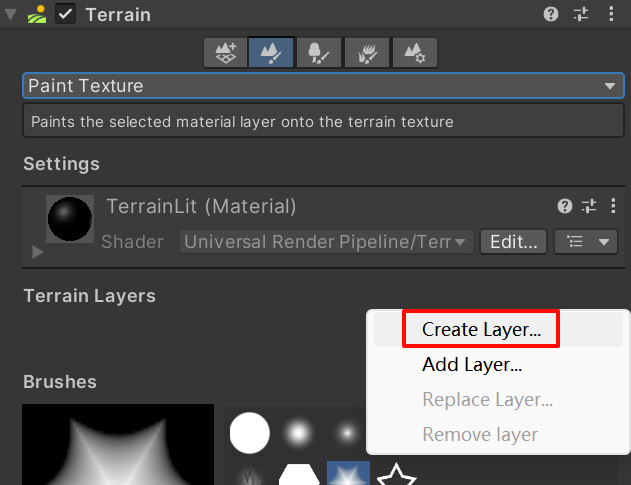 Terrain
Paint Texture
Paints the selected material layer onto the terrain texture
Settings
TerrainLit (Material)
Shader Universal Render Pipeline/Terr Edit...
Terrain Layers
Create Layer...
Add Layer...
Replace Layer...
Remove layer
Brushes